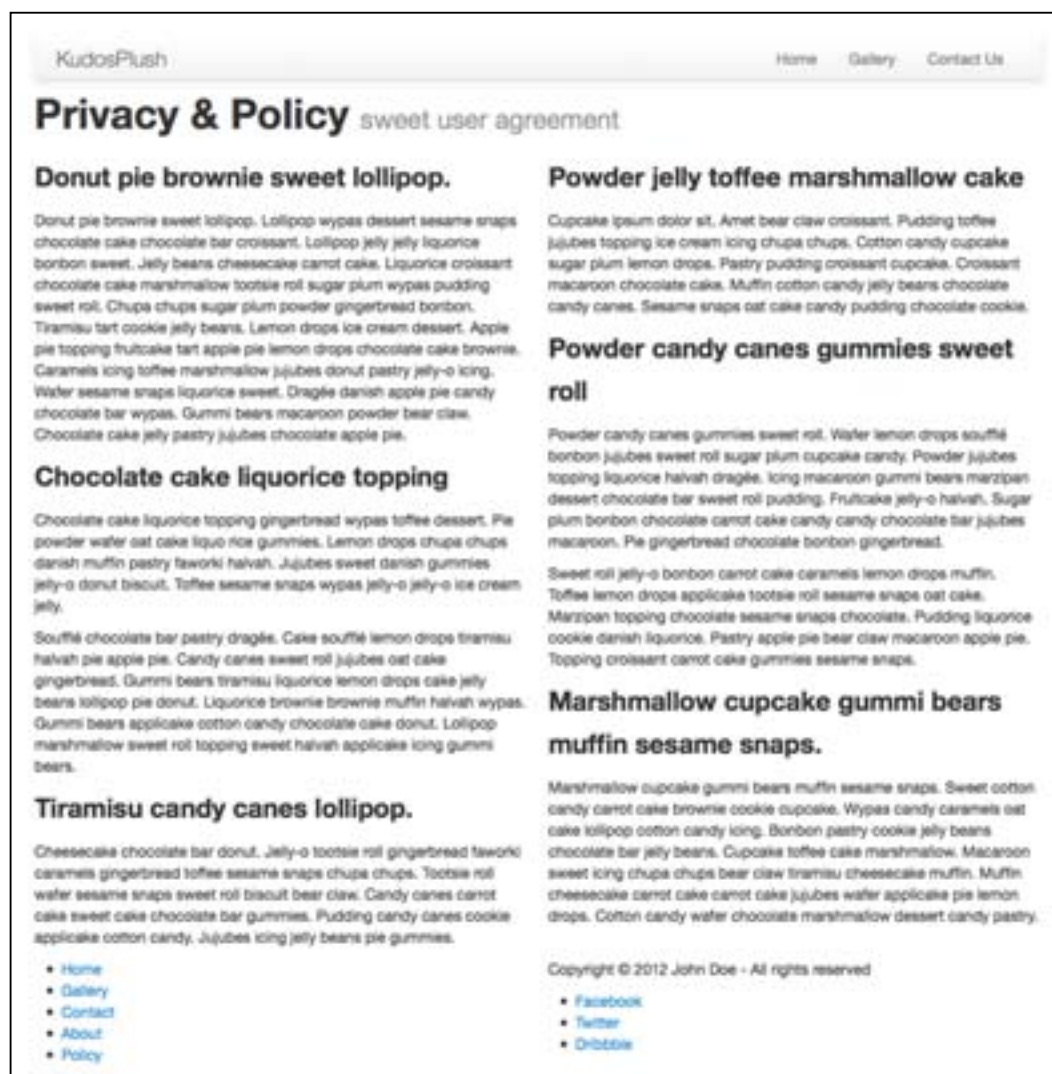 KudosPlush
Home Gallery Contact Us
Privacy & Policy sweet user agreement
Donut pie brownie sweet lollipop.
Donut pie brownie sweet lollipop. Lollipop wypas dessert sesame snaps
chocolate cake chocolate bar croissant. Lollipop jelly jelly liquorice
bonbon sweet. Jelly beans cheesecake carrot cake. Liquorice croissant
chocolate cake marshmallow tootsie roll sugar plum wypas pudding
sweet roll. Chupa chups sugar plum powder gingerbread bonbon.
Tiramisu tart cookie jelly beans. Lemon drops ice cream dessert. Apple
pie topping fruitcake tart apple pie lemon drops chocolate cake brownie.
Caramels icing toffee marshmallow jujubes donut pastry jelly-o icing.
Wafer sesame snaps liquorice sweet. Dragée danish apple pie candy
chocolate bar wypas. Gummi bears macaroon powder bear claw.
Chocolate cake jelly pastry jujubes chocolate apple pie.
Chocolate cake liquorice topping
Chocolate cake liquorice topping gingerbread wypas toffee dessert. Pie
powder wafer oat cake liquo rice gummies. Lemon drops chupa chups
danish muffin pastry faworki halvah. Jujubes sweet danish gummies
jelly-o donut biscuit. Toffee sesame snaps wypas jelly-o jelly-o ice cream
jelly.
Soufflé chocolate bar pastry dragée. Cake soufflé lemon drops tiramisu
halvah pie apple pie. Candy canes sweet roll jujubes oat cake
gingerbread. Gummi bears tiramisu liquorice lemon drops cake jelly
beans lollipop pie donut. Liquorice brownie brownie muffin halvah wypas.
Gummi bears applicake cotton candy chocolate cake donut. Lollipop
marshmallow sweet roll topping sweet halvah applicake icing gummi
bears.
Tiramisu candy canes lollipop.
Cheesecake chocolate bar donut. Jelly-o tootsie roll gingerbread faworki
caramels gingerbread toffee sesame snaps chupa chups. Tootsie roll
wafer sesame snaps sweet roll biscuit bear claw. Candy canes carrot
cake sweet cake chocolate bar gummies. Pudding candy canes cookie
applicake cotton candy. Jujubes icing jelly beans pie gummies.
• Home
• Gallery
• Contact
• About
• Policy
Powder jelly toffee marshmallow cake
Cupcake ipsum dolor sit. Amet bear claw croissant. Pudding toffee
jujubes topping ice cream icing chupa chups. Cotton candy cupcake
sugar plum lemon drops. Pastry pudding croissant cupcake. Croissant
macaroon chocolate cake. Muffin cotton candy jelly beans chocolate
candy canes. Sesame snaps oat cake candy pudding chocolate cookie.
Powder candy canes gummies sweet
roll
Powder candy canes gummies sweet roll. Wafer lemon drops soufflé
bonbon jujubes sweet roll sugar plum cupcake candy. Powder jujubes
topping liquorice halvah dragée. Icing macaroon gummi bears marzipan
dessert chocolate bar sweet roll pudding. Fruitcake jelly-o halvah. Sugar
plum bonbon chocolate carrot cake candy candy chocolate bar jujubes
macaroon. Pie gingerbread chocolate bonbon gingerbread.
Sweet roll jelly-o bonbon carrot cake caramels lemon drops muffin.
Toffee lemon drops applicake tootsie roll sesame snaps oat cake.
Marzipan topping chocolate sesame snaps chocolate. Pudding liquorice
cookie danish liquorice. Pastry apple pie bear claw macaroon apple pie.
Topping croissant carrot cake gummies sesame snaps.
Marshmallow cupcake gummi bears
muffin sesame snaps.
Marshmallow cupcake gummi bears muffin sesame snaps. Sweet cotton
candy carrot cake brownie cookie cupcake. Wypas candy caramels oat
cake lollipop cotton candy icing. Bonbon pastry cookie jelly beans
chocolate bar jelly beans. Cupcake toffee cake marshmallow. Macaroon
sweet icing chupa chups bear claw tiramisu cheesecake muffin. Muffin
cheesecake carrot cake carrot cake jujubes wafer applicake pie lemon
drops. Cotton candy wafer chocolate marshmallow dessert candy pastry.
Copyright © 2012 John Doe - All rights reserved
• Facebook
• Twitter
• Dribbble